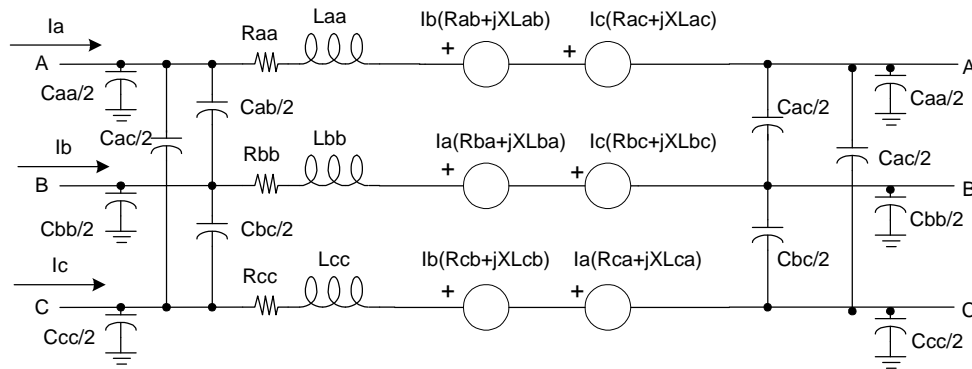 Ia
Raa
Laa
Ib(Rab+jXLab)
Ic(Rac+jXLac)
+
+
A
A
Caa/2
Cab/2
Cac/2
Caa/2
Cac/2
Ib
Rbb
Lbb
Ia(Rba+jXLba)
Ic(Rbc+jXLbc)
Cac/2
+
+
B
B
Cbb/2
Cbc/2
Cbc/2
Cbb/2
Ic
Rcc
Lcc
Ib(Rcb+jXLcb)
Ia(Rca+jXLca)
+
+
C
C
Ccc/2
Ccc/2